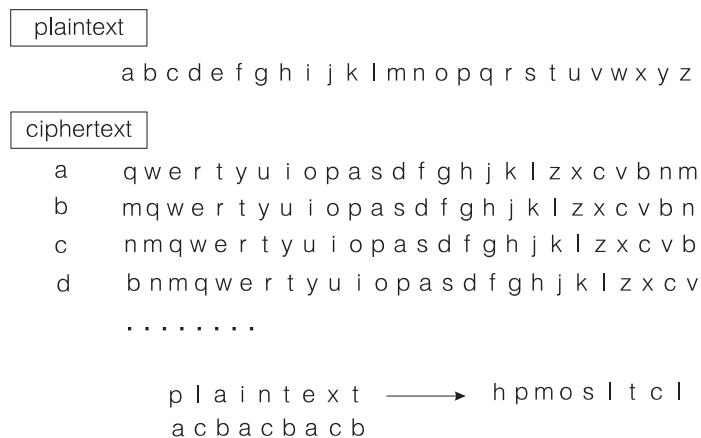 plaintext
a b c d e f g h i j k l m n o p q r s t u v w x y z
ciphertext
a q w e r t y u i o p a s d f g h j k l z x c v b n m
b m q w e r t y u i o p a s d f g h j k l z x c v b n
c n m q w e r t y u i o p a s d f g h j k l z x c v b
d b n m q w e r t y u i o p a s d f g h j k l z x c v
. . . . . . . .
p l a i n t e x t → h p m o s l t c l
a c b a c b a c b